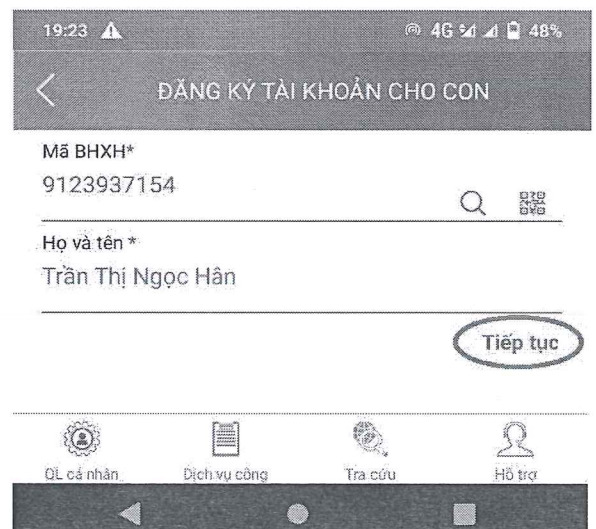 19:23 4G 48%
ĐĂNG KÝ TÀI KHOẢN CHO CON
Mã BHXH*
9123937154
Họ và tên *
Trần Thị Ngọc Hân
Tiếp tục
QL cá nhân Dịch vụ công Tra cứu Hỗ trợ